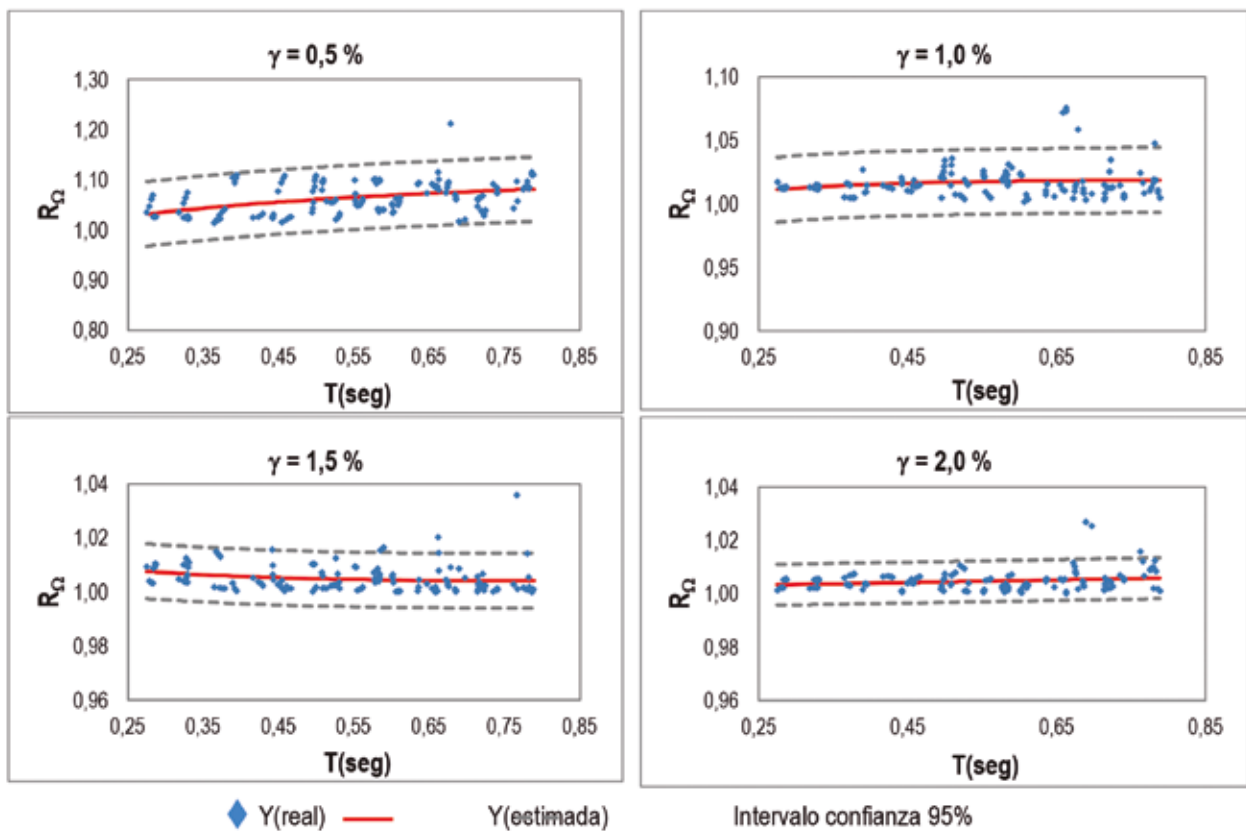 γ = 0,5 %
1,30
1,20
1,10
1,00
0,90
0,80
RΩ
0,25 0,35 0,45 0,55 0,65 0,75 0,85
T(seg)
γ = 1,0 %
1,10
1,05
1,00
0,95
0,90
RΩ
0,25 0,45 0,65 0,85
T(seg)
γ = 1,5 %
1,04
1,02
1,00
0,98
0,96
RΩ
0,25 0,35 0,45 0,55 0,65 0,75 0,85
T(seg)
γ = 2,0 %
1,04
1,02
1,00
0,98
0,96
RΩ
0,25 0,45 0,65 0,85
T(seg)
Y(real) Y(estimada) Intervalo confianza 95%